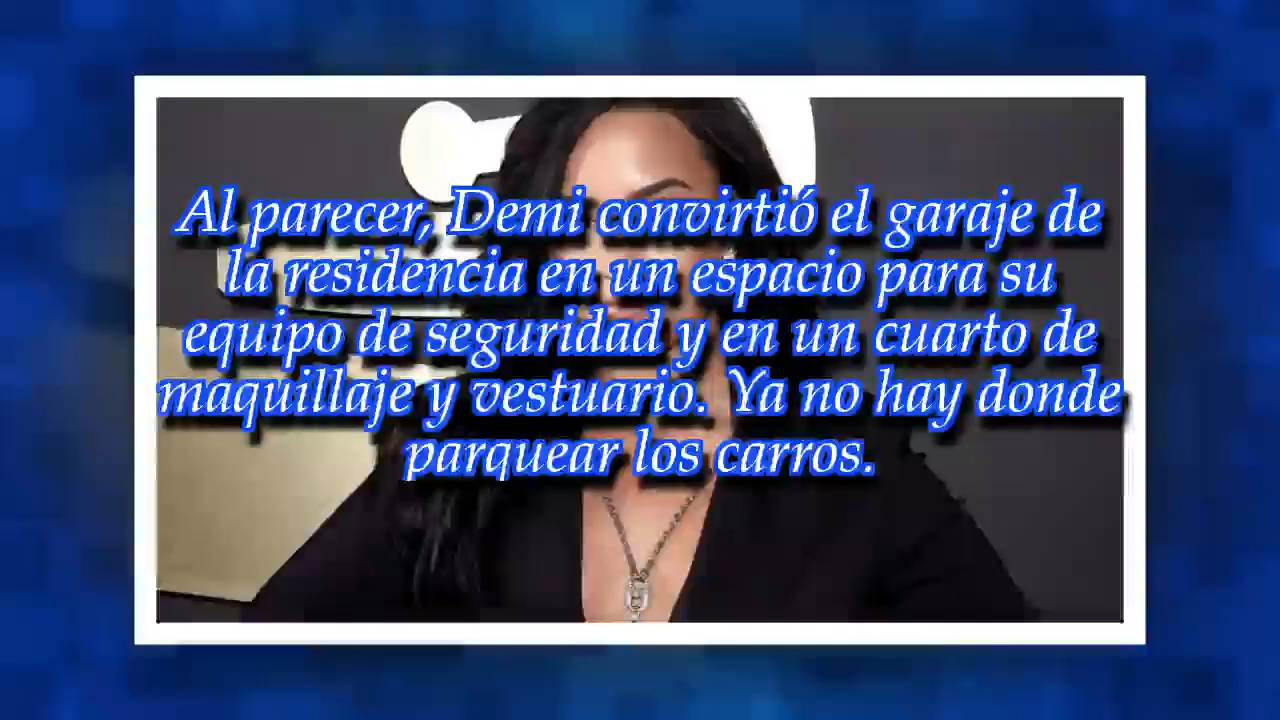 Al parecer, Demi convirtió el garaje de
la residencia en un espacio para su
equipo de seguridad y en un cuarto de
maquillaje y vestuario. Ya no hay donde
parquear los carros.